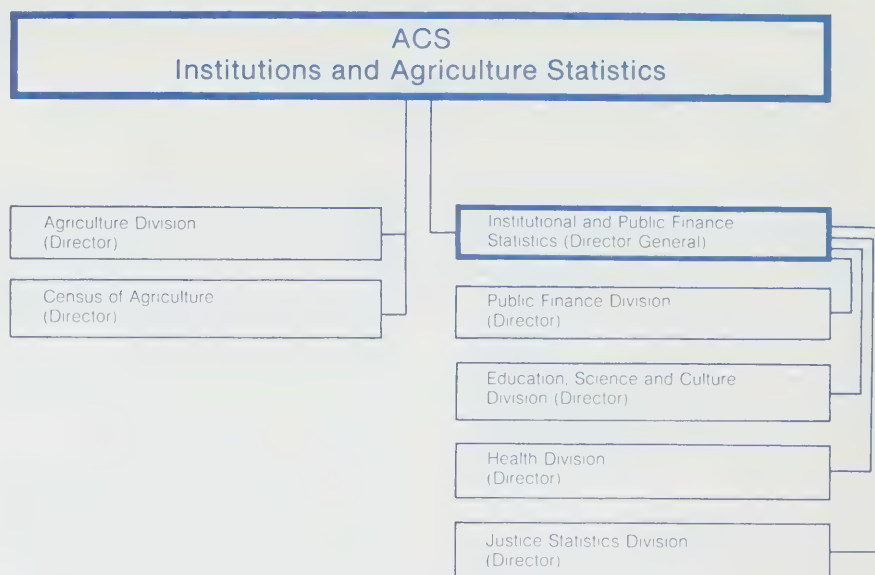 ACS
Institutions and Agriculture Statistics
Agriculture Division
(Director)
Census of Agriculture
(Director)
Institutional and Public Finance
Statistics (Director General)
Public Finance Division
(Director)
Education, Science and Culture
Division (Director)
Health Division
(Director)
Justice Statistics Division
(Director)